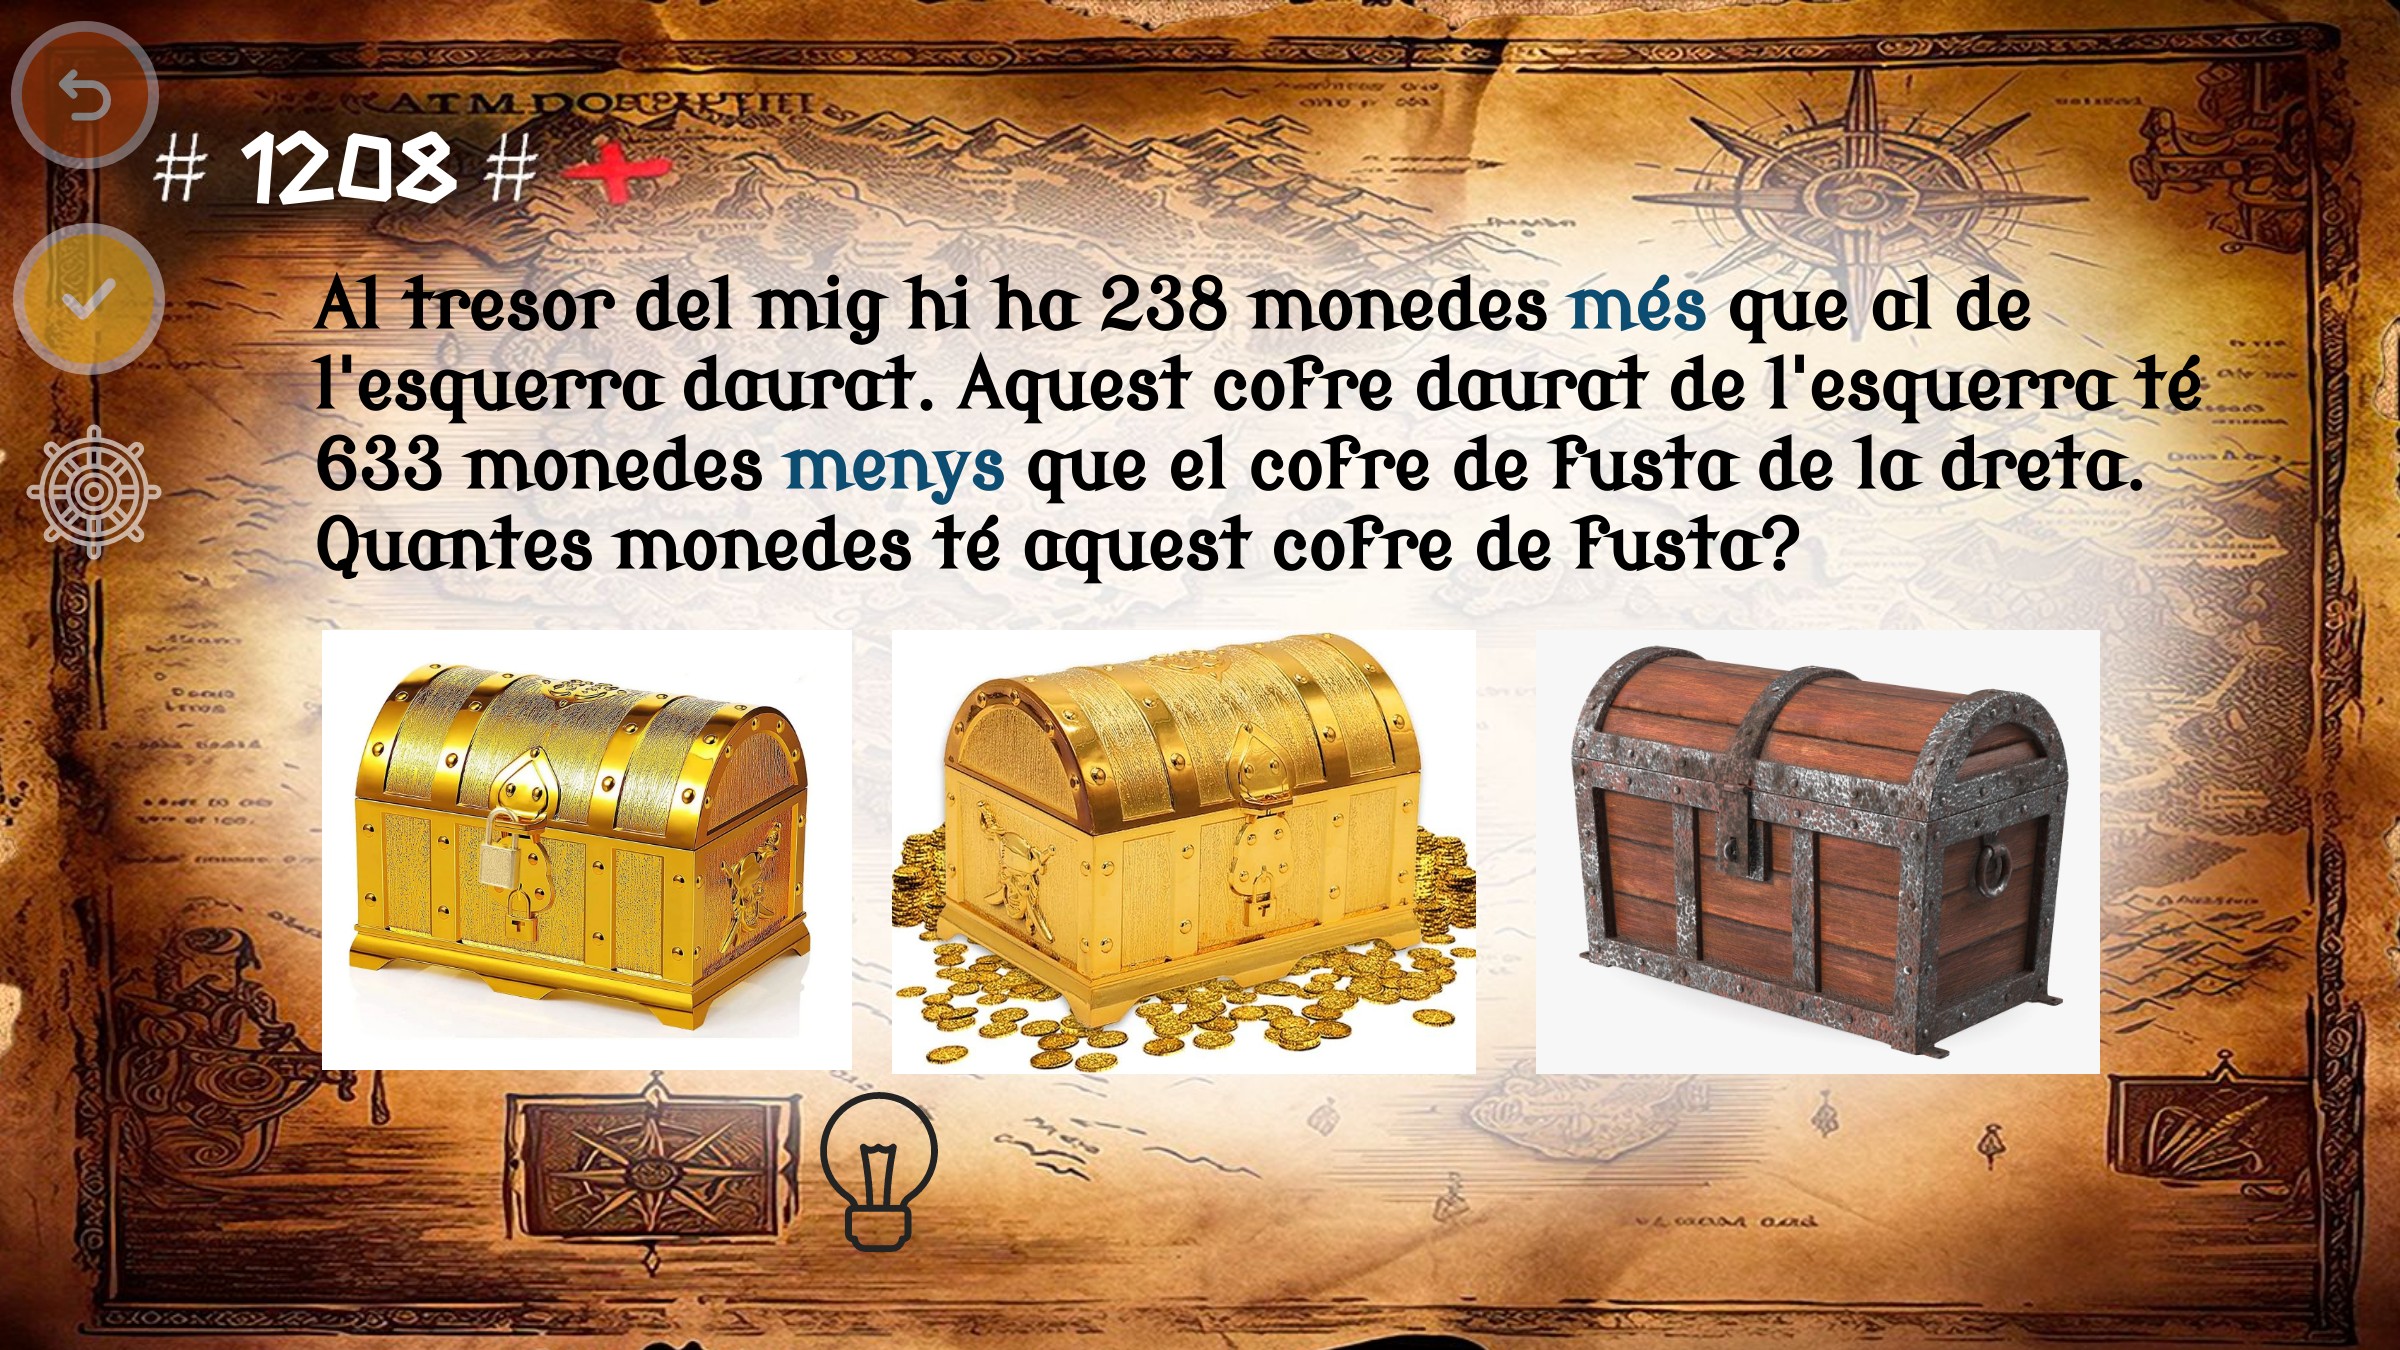 # 1208 #
Al tresor del mig hi ha 238 monedes més que al de
l'esquerra daurat. Aquest cofre daurat de l'esquerra té
633 monedes menys que el cofre de fusta de la dreta.
Quantes monedes té aquest cofre de fusta?